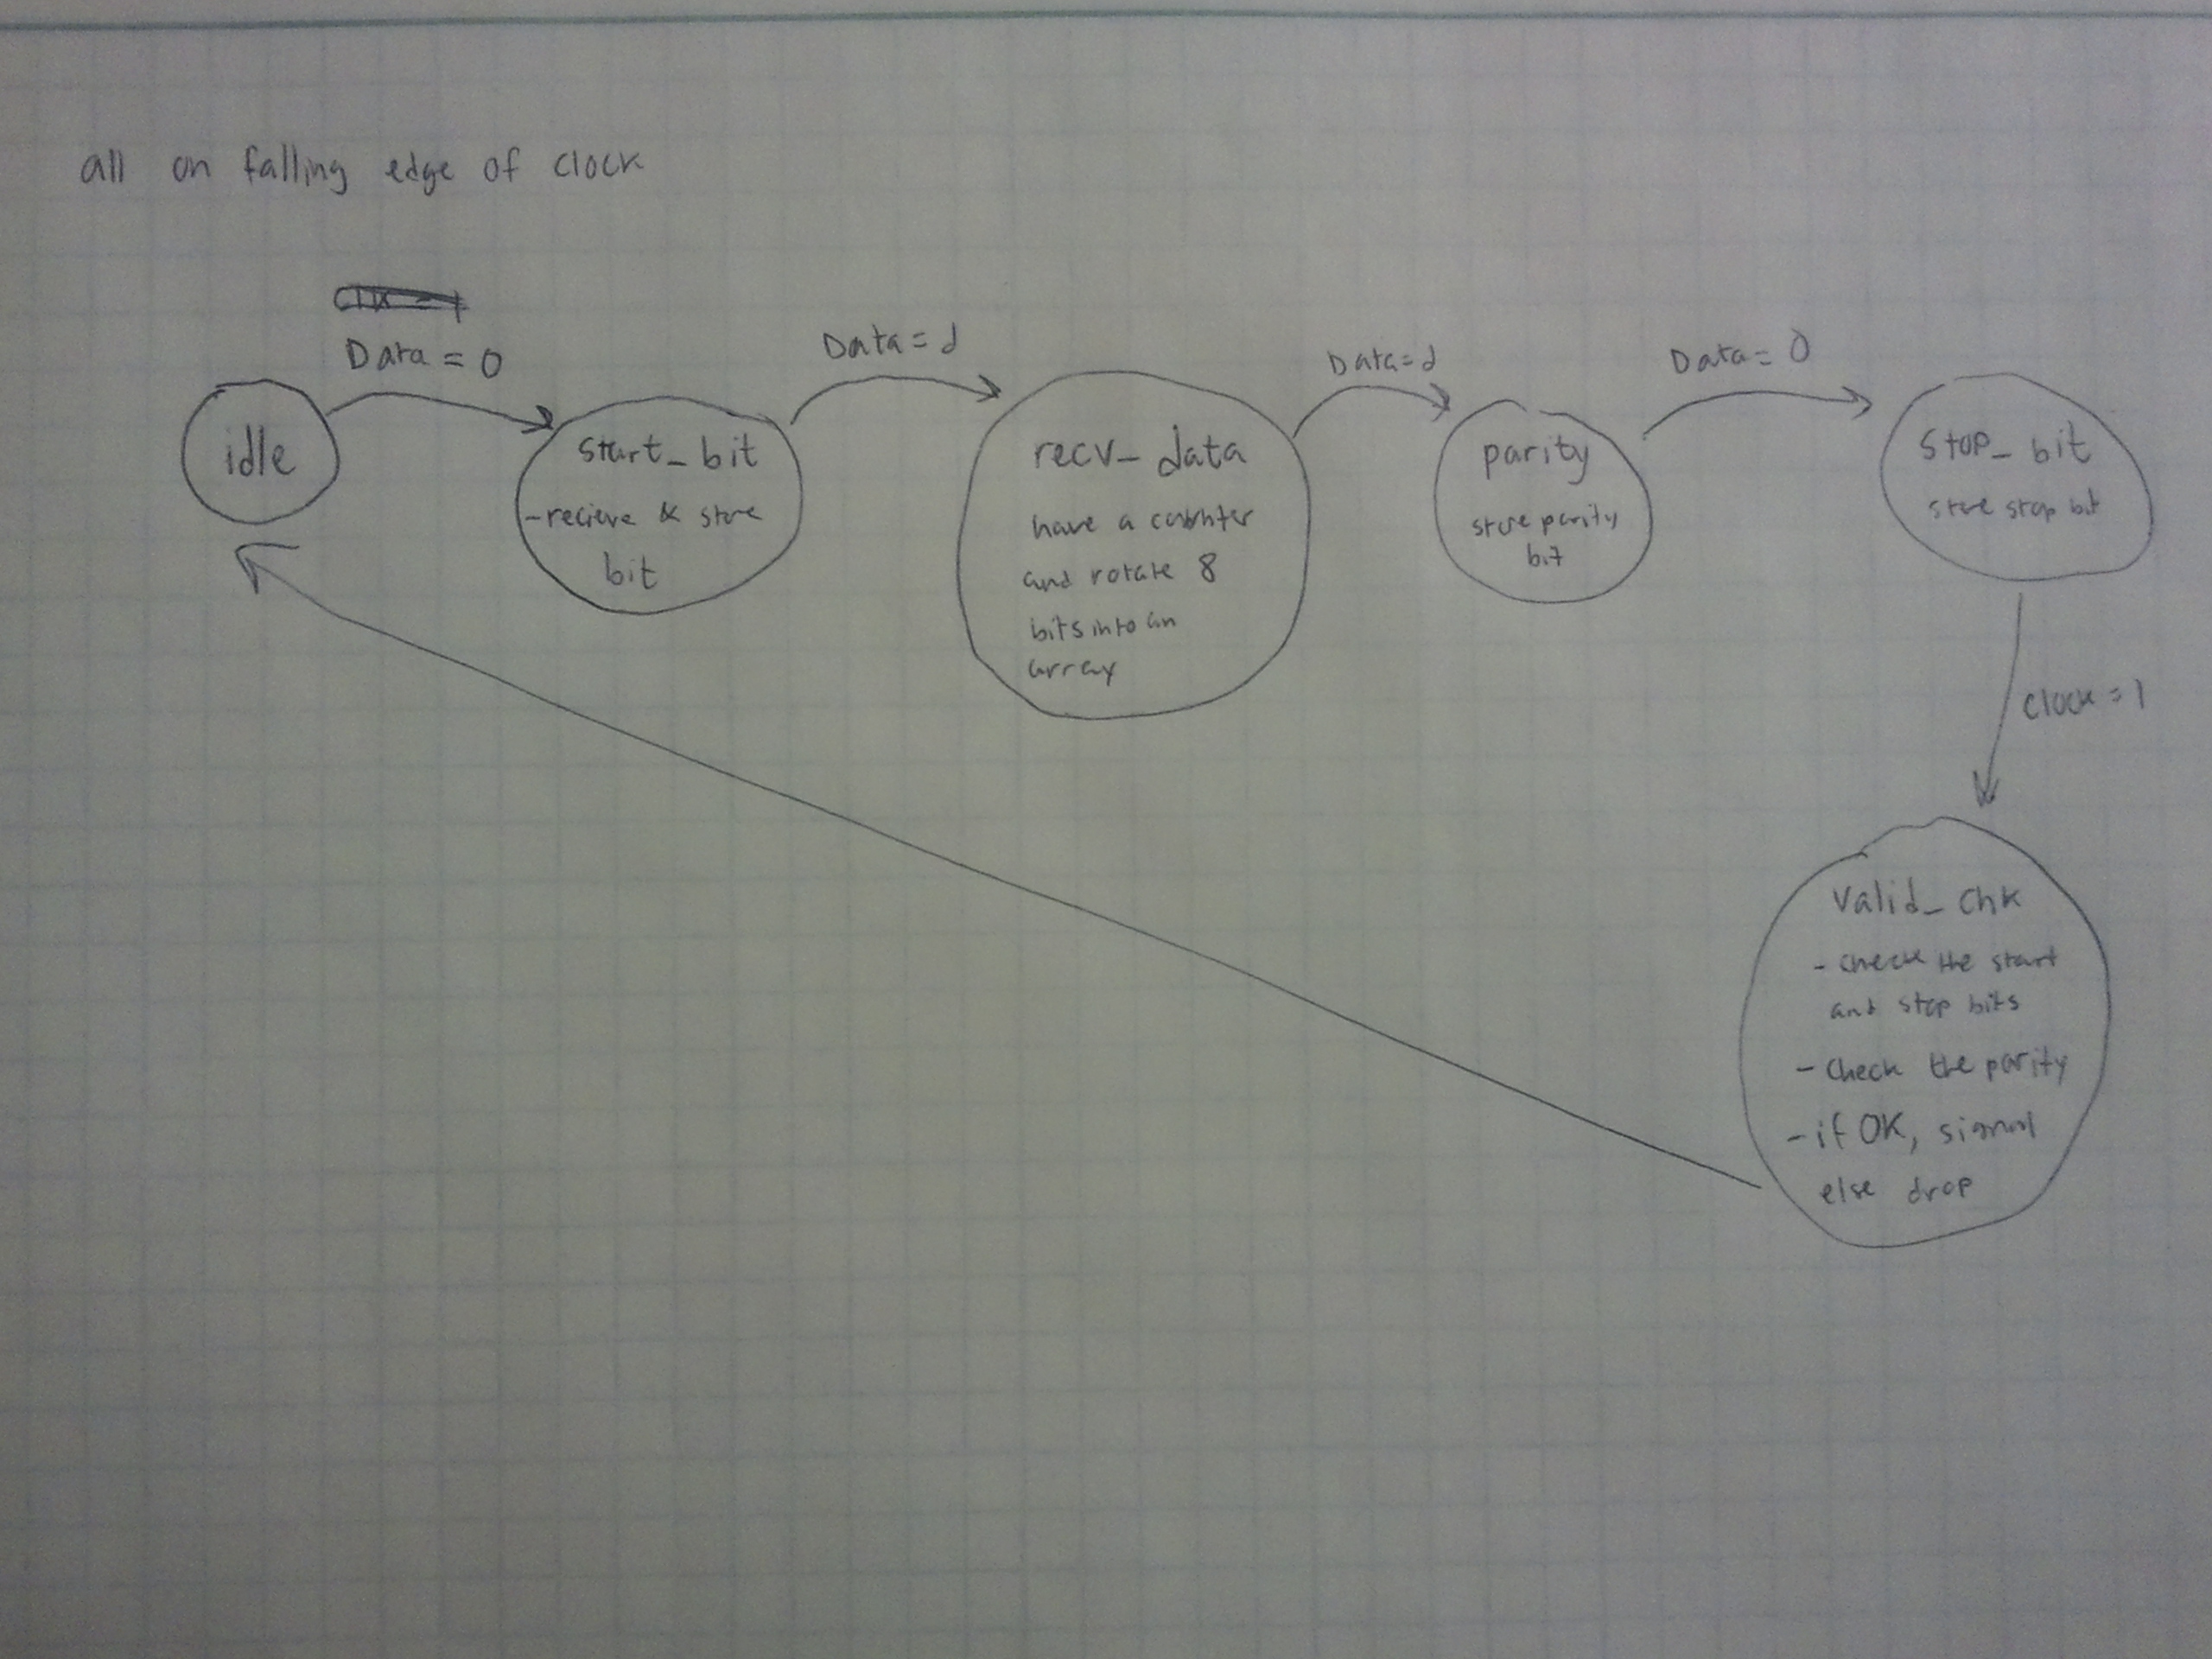 all on falling edge of clock
Data = 0
Data = d
Data = d
Data = 0
idle
start_bit
- recieve & store
bit
recv_data
have a counter
and rotate 8
bits into an
array
parity
store parity
bit
stop_bit
store stop bit
clock = 1
valid_chk
- check the start
and stop bits
- Check the parity
- if OK, signal
else drop